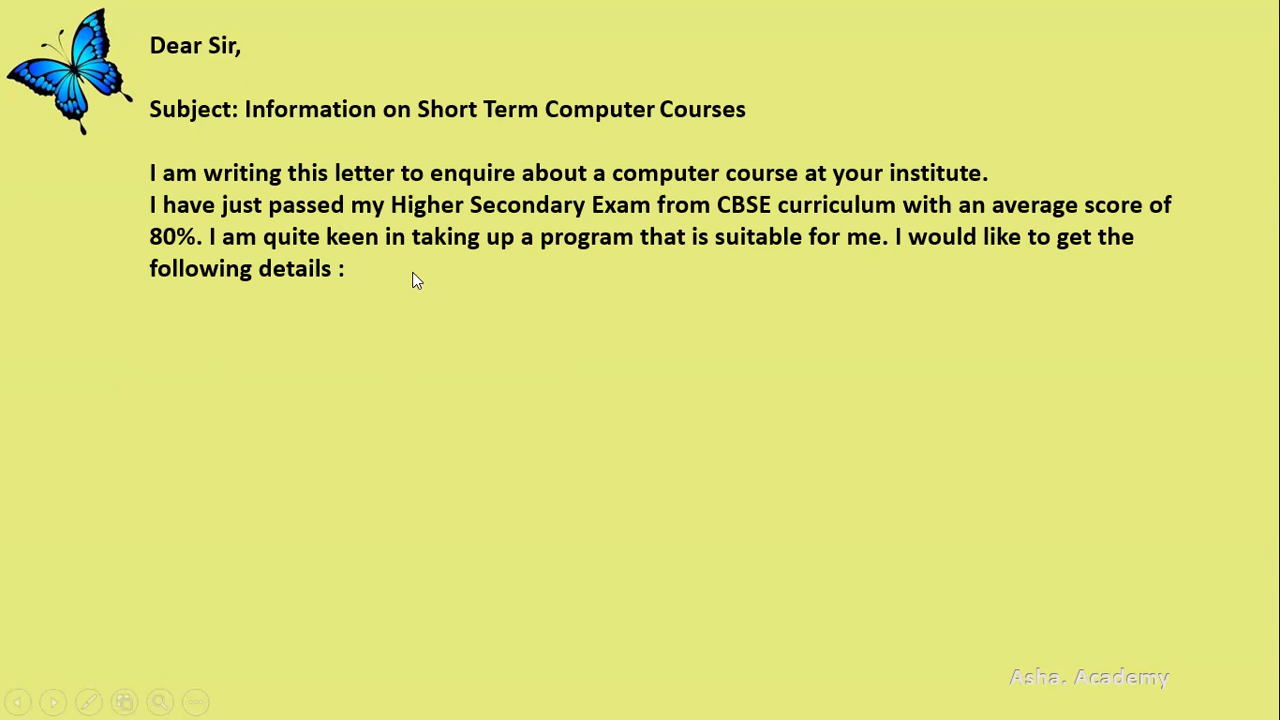 Dear Sir,
Subject: Information on Short Term Computer Courses
I am writing this letter to enquire about a computer course at your institute.
I have just passed my Higher Secondary Exam from CBSE curriculum with an average score of
80%. I am quite keen in taking up a program that is suitable for me. I would like to get the
following details :
Asha. Academy